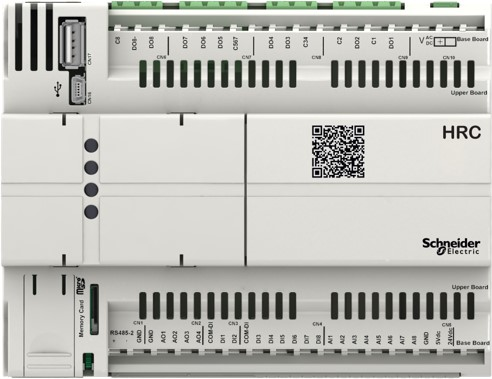 C8 DO8- DO8 DO7 DO6 DO5 C567 DO4 DO3 C34 C2 DO2 C1 DO1 V AC DC Base Board
CN17
CN18
CN6 CN7 CN8 CN9 CN10
Upper Board
HRC
Schneider
Electric
Upper Board
Micro
Memory Card
CN1 CN2 CN3 CN4 CN5
RS485-2 + - GND GND AO1 AO2 AO3 AO4 COM-DI DI1 DI2 COM-DI DI3 DI4 DI5 DI6 DI7 DI8 AI1 AI2 AI3 AI4 AI5 AI6 AI7 AI8 GND 5Vdc 24Vdc
Base Board